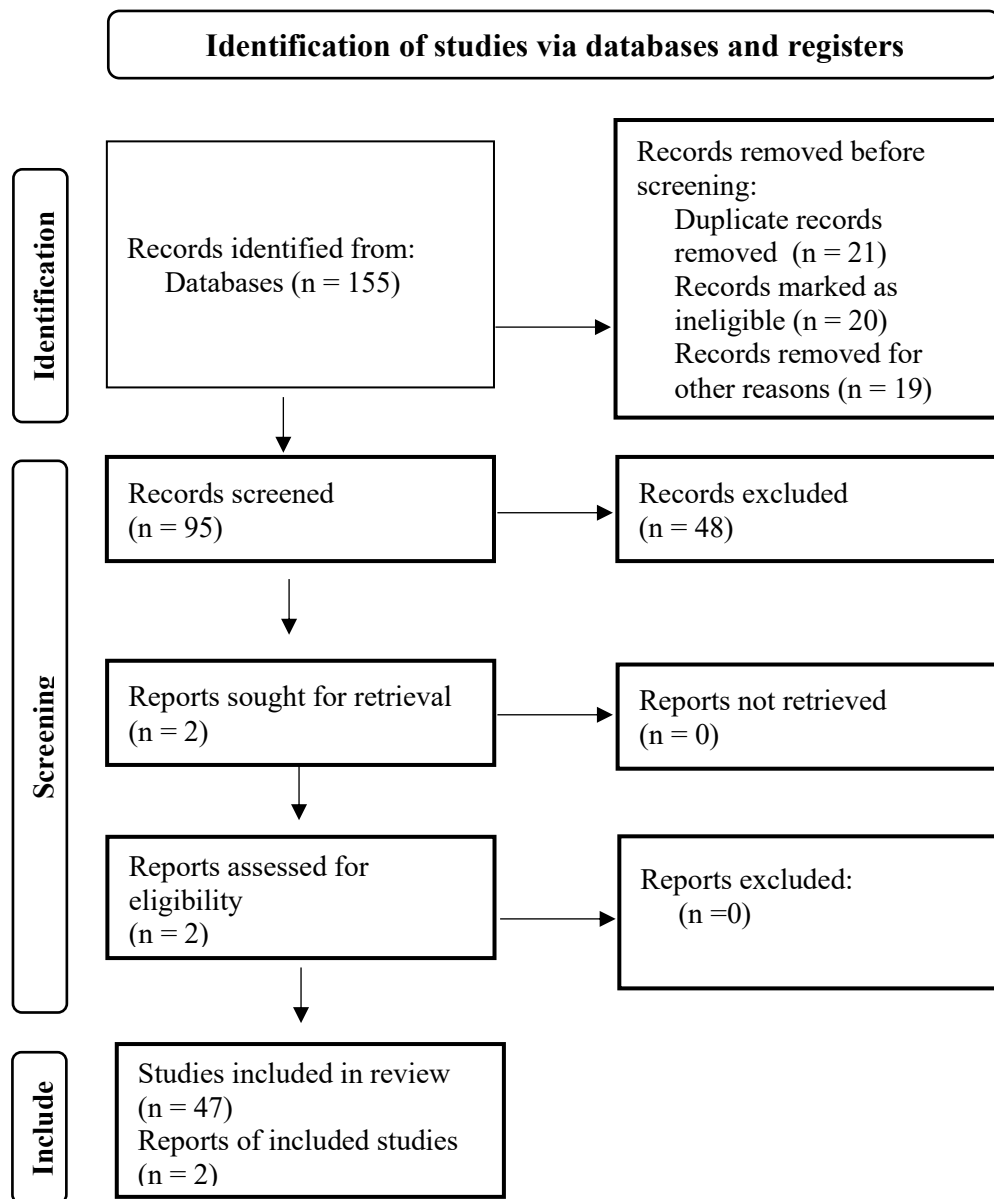 Identification of studies via databases and registers
Identification
Records identified from:
Databases (n = 155)
Records removed before
screening:
Duplicate records
removed  (n = 21)
Records marked as
ineligible (n = 20)
Records removed for
other reasons (n = 19)
Screening
Records screened
(n = 95)
Records excluded
(n = 48)
Reports sought for retrieval
(n = 2)
Reports not retrieved
(n = 0)
Reports assessed for
eligibility
(n = 2)
Reports excluded:
(n =0)
Include
Studies included in review
(n = 47)
Reports of included studies
(n = 2)